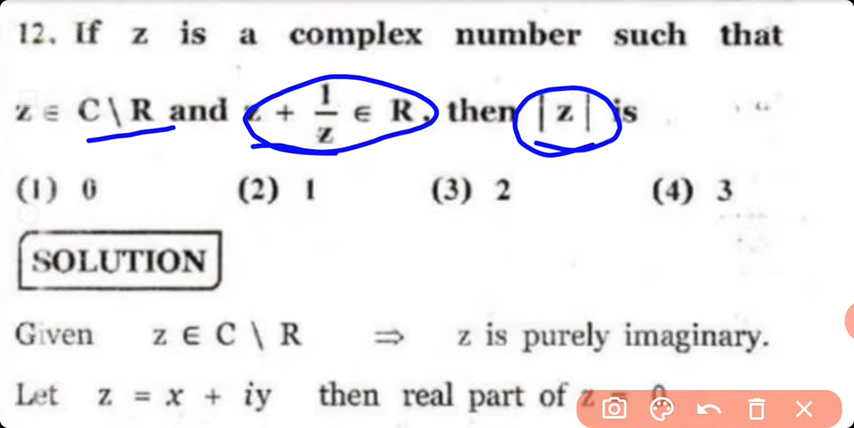 12. If z is a complex number such that
z ∈ C \ R and z + 1/z ∈ R, then |z| is
(1) 0 (2) 1 (3) 2 (4) 3
SOLUTION
Given z ∈ C \ R ⇒ z is purely imaginary.
Let z = x + iy then real part of z = 0